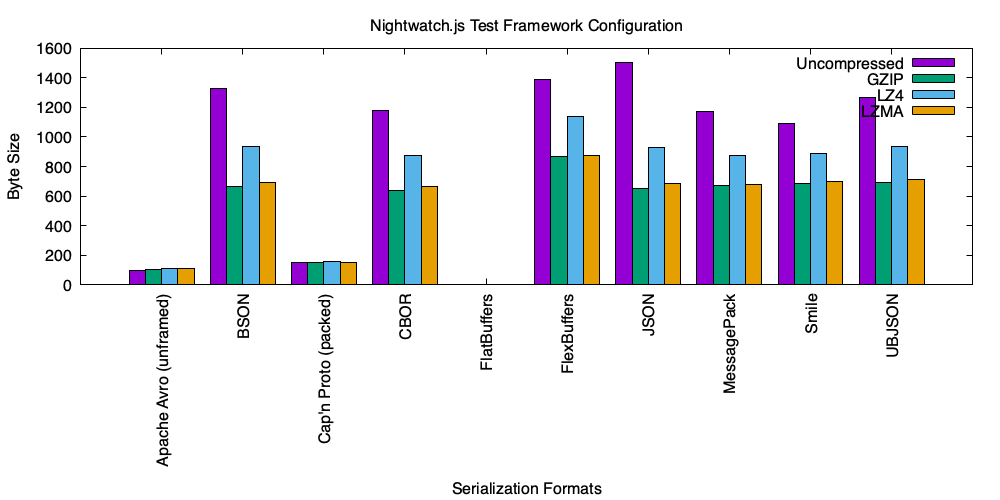 Nightwatch.js Test Framework Configuration
1600
1400
1200
1000
800
600
400
200
0
Byte Size
Uncompressed
GZIP
LZ4
LZMA
Apache Avro (unframed)
BSON
Cap'n Proto (packed)
CBOR
FlatBuffers
FlexBuffers
JSON
MessagePack
Smile
UBJSON
Serialization Formats